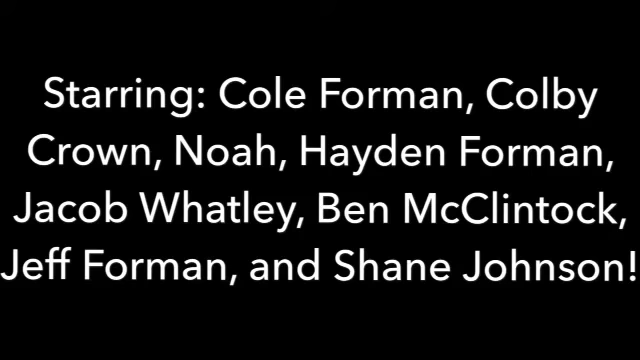 Starring: Cole Forman, Colby
Crown, Noah, Hayden Forman,
Jacob Whatley, Ben McClintock,
Jeff Forman, and Shane Johnson!